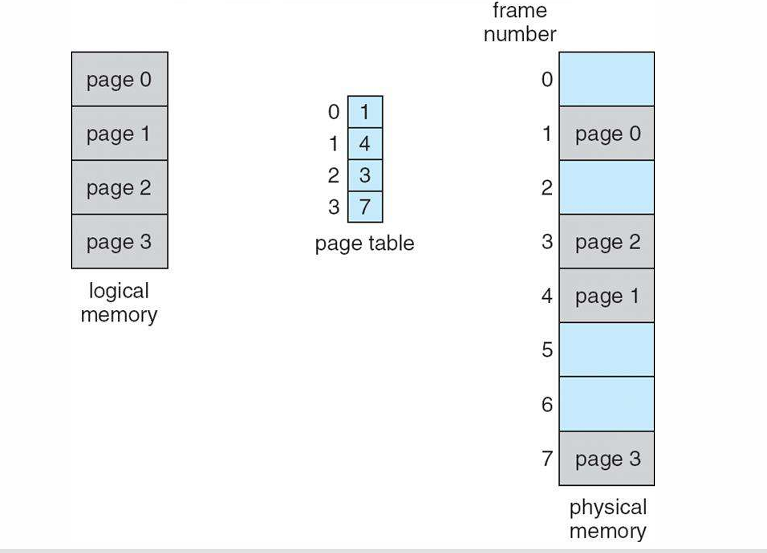 page 0
page 1
page 2
page 3
logical
memory
0 1
1 4
2 3
3 7
page table
frame
number
0
1 page 0
2
3 page 2
4 page 1
5
6
7 page 3
physical
memory